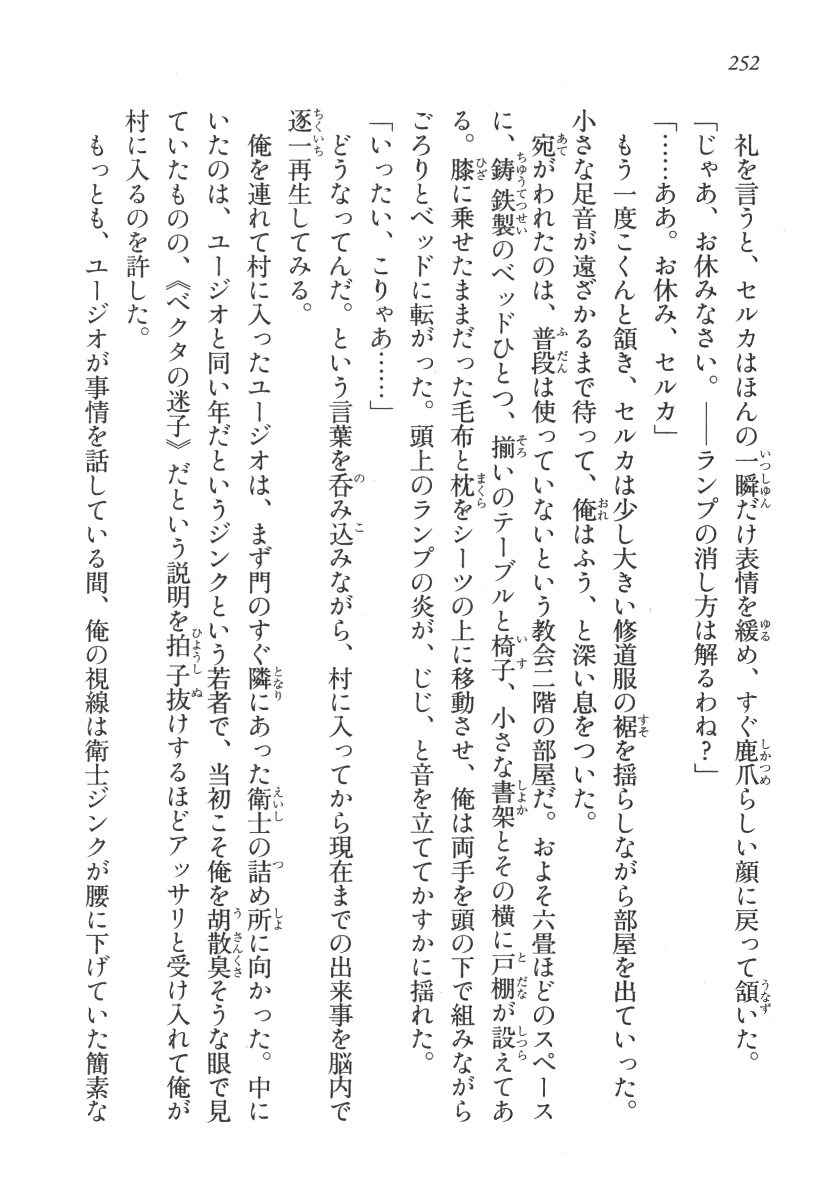 252
礼を言うと、セルカはほんの一瞬だけ表情を緩め、すぐ鹿爪らしい顔に戻って頷いた。
「じゃあ、お休みなさい。――ランプの消し方は解るわね?」
「……ああ。お休み、セルカ」
もう一度こくんと頷き、セルカは少し大きい修道服の裾を揺らしながら部屋を出ていった。
小さな足音が遠ざかるまで待って、俺はふう、と深い息をついた。
宛がわれたのは、普段は使っていないという教会二階の部屋だ。およそ六畳ほどのスペース
に、鋳鉄製のベッドひとつ、揃いのテーブルと椅子、小さな書架とその横に戸棚が設えてあ
る。膝に乗せたままだった毛布と枕をシーツの上に移動させ、俺は両手を頭の下で組みながら
ごろりとベッドに転がった。頭上のランプの炎が、じじ、と音を立ててかすかに揺れた。
「いったい、こりゃあ……」
どうなってんだ。という言葉を呑み込みながら、村に入ってから現在までの出来事を脳内で
逐一再生してみる。
俺を連れて村に入ったユージオは、まず門のすぐ隣にあった衛士の詰め所に向かった。中に
いたのは、ユージオと同い年だというジンクという若者で、当初こそ俺を胡散臭そうな眼で見
ていたものの、《ベクタの迷子》だという説明を拍子抜けするほどアッサリと受け入れて俺が
村に入るのを許した。
もっとも、ユージオが事情を話している間、俺の視線は衛士ジンクが腰に下げていた簡素な